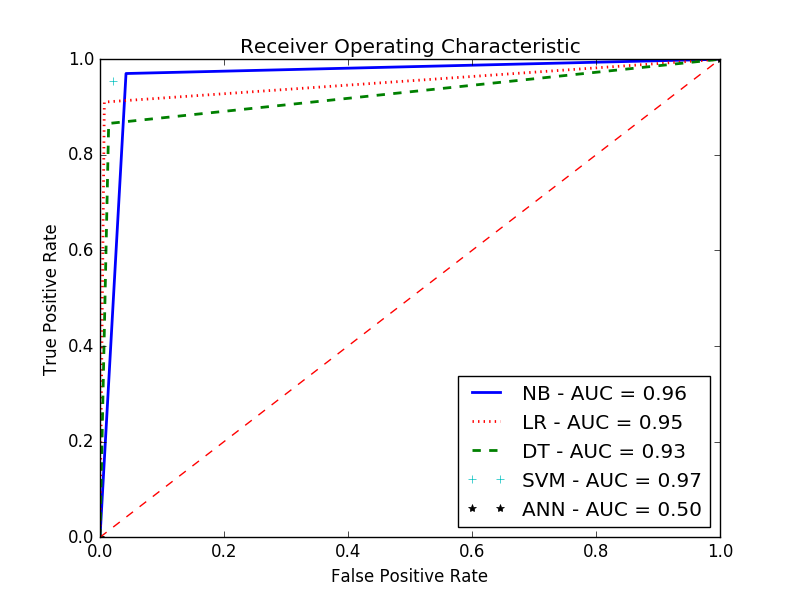 Receiver Operating Characteristic
1.0
0.8
0.6
0.4
0.2
0.0
True Positive Rate
0.0 0.2 0.4 0.6 0.8 1.0
False Positive Rate
NB - AUC = 0.96
LR - AUC = 0.95
DT - AUC = 0.93
SVM - AUC = 0.97
ANN - AUC = 0.50